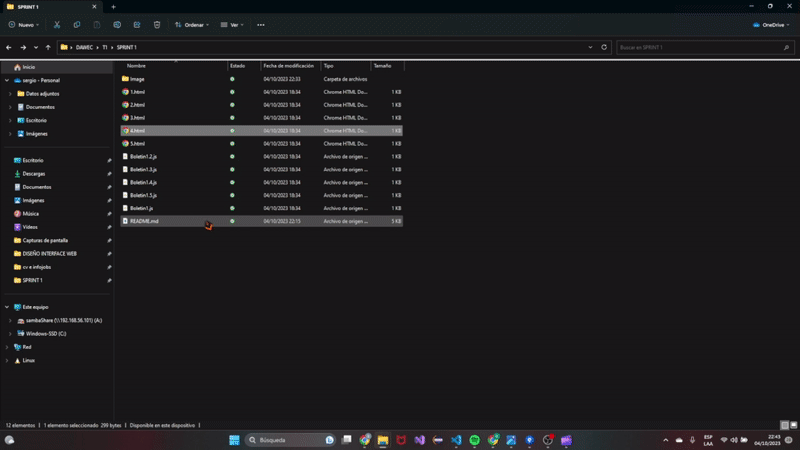 SPRINT 1
Nuevo
Ordenar
Ver
OneDrive
DAWEC > T1 > SPRINT 1
Buscar en SPRINT 1
Nombre Estado Fecha de modificación Tipo Tamaño
Inicio
sergio - Personal
Datos adjuntos
Documentos
Escritorio
Imágenes
Escritorio
Descargas
Documentos
Imágenes
Música
Vídeos
Capturas de pantalla
DISEÑO INTERFACE WEB
cv e infojobs
SPRINT 1
Este equipo
sambaShare (\\192.168.56.101) (A:)
Windows-SSD (C:)
Red
Linux
Image 04/10/2023 22:33 Carpeta de archivos
1.html 04/10/2023 18:34 Chrome HTML Do... 1 KB
2.html 04/10/2023 18:34 Chrome HTML Do... 1 KB
3.html 04/10/2023 18:34 Chrome HTML Do... 1 KB
4.html 04/10/2023 18:34 Chrome HTML Do... 1 KB
5.html 04/10/2023 18:34 Chrome HTML Do... 1 KB
Boletin1.2.js 04/10/2023 18:34 Archivo de origen ... 1 KB
Boletin1.3.js 04/10/2023 18:34 Archivo de origen ... 1 KB
Boletin1.4.js 04/10/2023 18:34 Archivo de origen ... 1 KB
Boletin1.5.js 04/10/2023 18:34 Archivo de origen ... 1 KB
Boletin1.js 04/10/2023 18:34 Archivo de origen ... 1 KB
README.md 04/10/2023 22:15 Archivo de origen ... 3 KB
12 elementos | 1 elemento seleccionado 299 bytes | Disponible en este dispositivo |
Búsqueda
ESP
LAA
22:43
04/10/2023